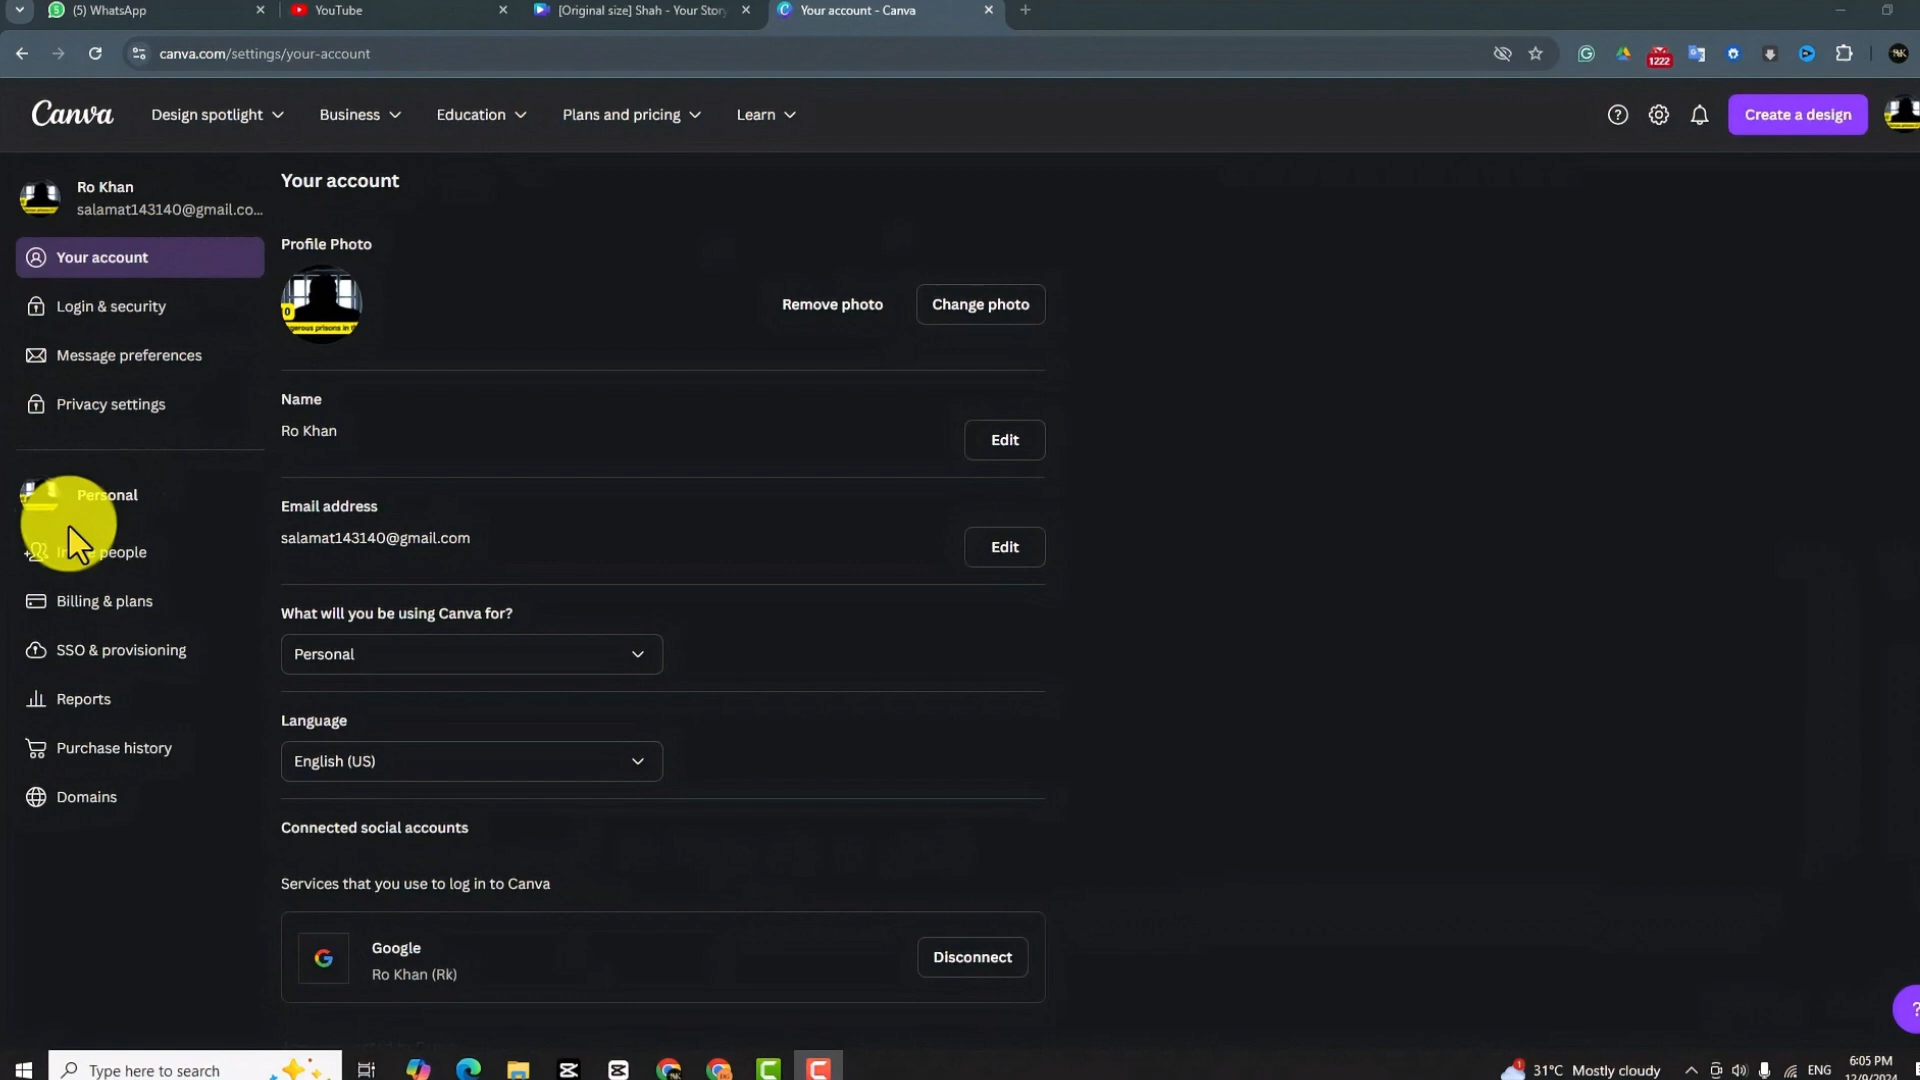 (5) WhatsApp
YouTube
[Original size] Shah - Your Stor
Your account - Canva
canva.com/settings/your-account
1222
Canva
Design spotlight
Business
Education
Plans and pricing
Learn
Create a design
Ro Khan
salamat143140@gmail.co...
Your account
Login & security
Message preferences
Privacy settings
Personal
people
Billing & plans
SSO & provisioning
Reports
Purchase history
Domains
Your account
Profile Photo
gerous prisons in th
Remove photo
Change photo
Name
Ro Khan
Edit
Email address
salamat143140@gmail.com
Edit
What will you be using Canva for?
Personal
Language
English (US)
Connected social accounts
Services that you use to log in to Canva
Google
Ro Khan (Rk)
Disconnect
Type here to search
31°C Mostly cloudy
ENG
6:05 PM
12/9/2024